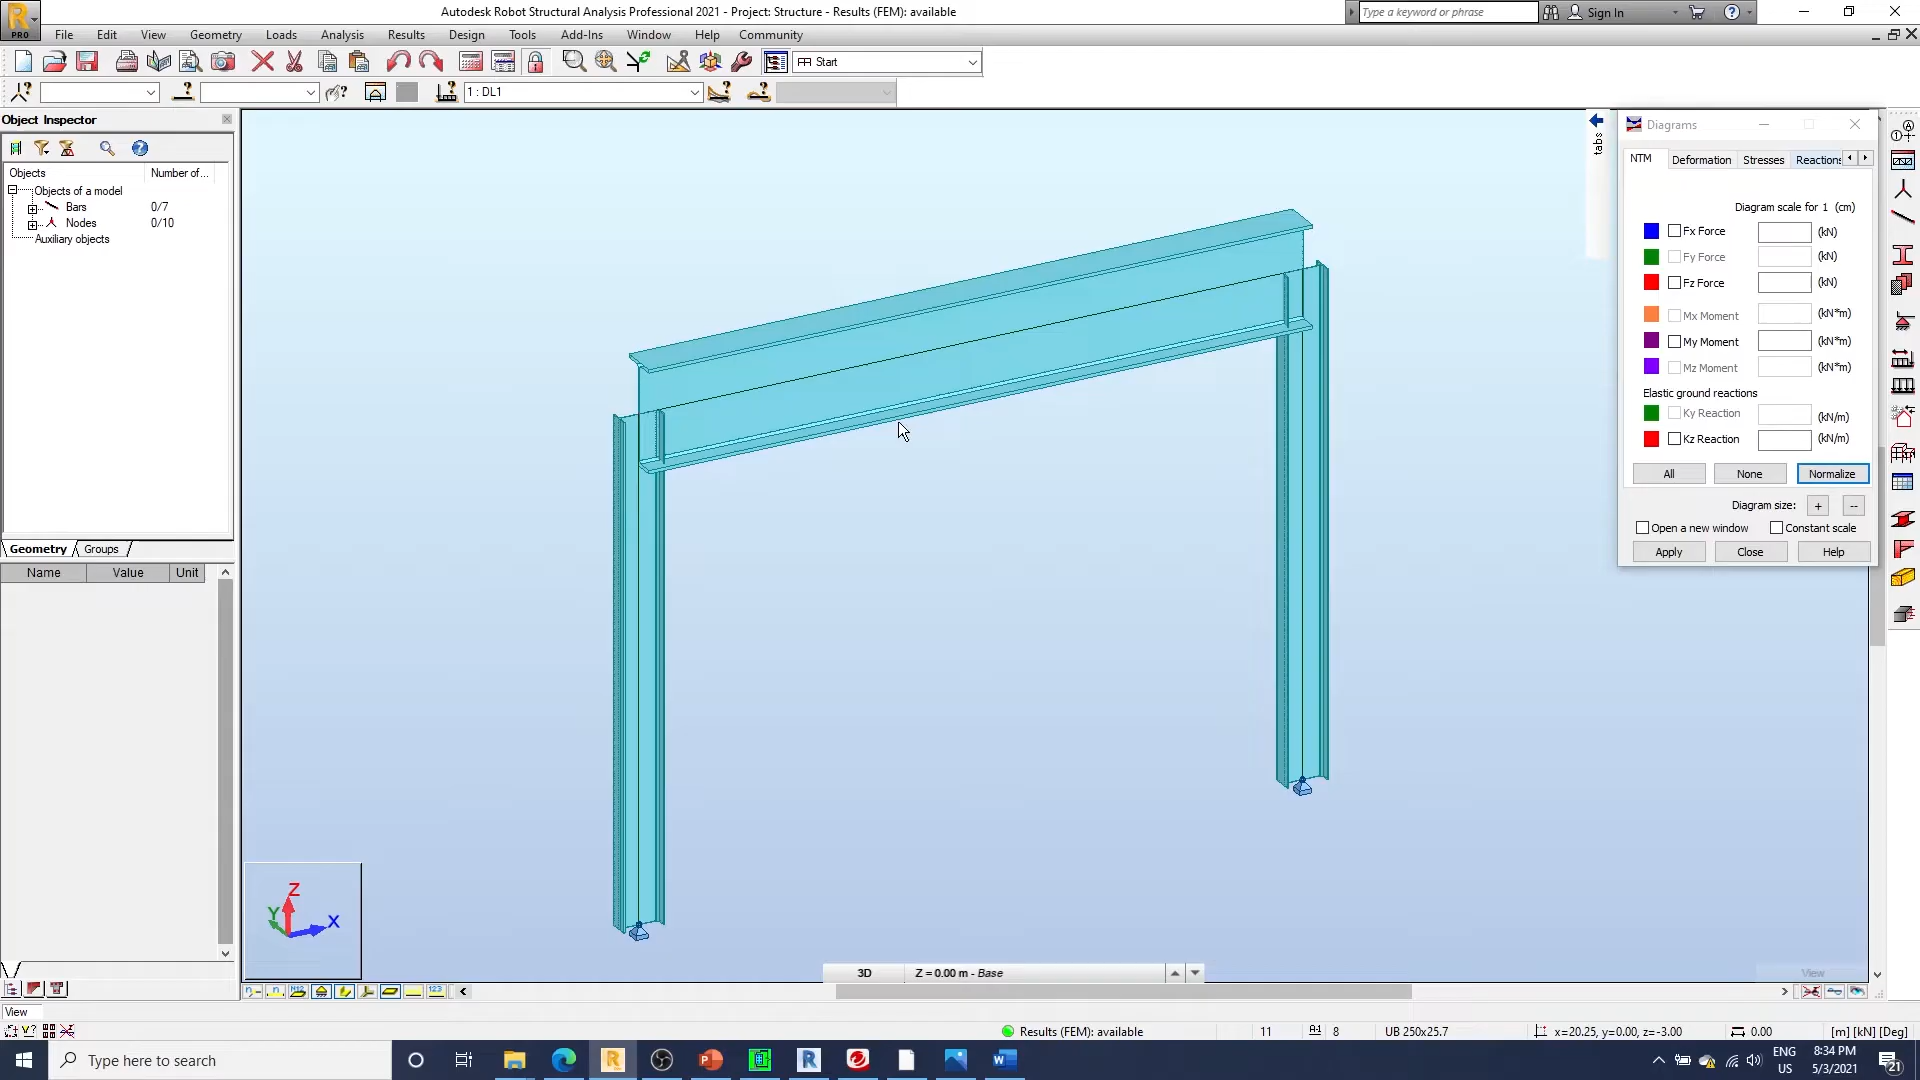 Autodesk Robot Structural Analysis Professional 2021 - Project: Structure - Results (FEM): available
Type a keyword or phrase
Sign In
PRO
File Edit View Geometry Loads Analysis Results Design Tools Add-Ins Window Help Community
Start
1 : DL1
Object Inspector
Objects Number of...
Objects of a model
Bars 0/7
Nodes 0/10
Auxiliary objects
Geometry Groups
Name Value Unit
tabs
Diagrams
NTM Deformation Stresses Reactions
Diagram scale for 1 (cm)
Fx Force (kN)
Fy Force (kN)
Fz Force (kN)
Mx Moment (kN*m)
My Moment (kN*m)
Mz Moment (kN*m)
Elastic ground reactions
Ky Reaction (kN/m)
Kz Reaction (kN/m)
All None Normalize
Diagram size: + --
Open a new window Constant scale
Apply Close Help
Z
Y
X
3D Z = 0.00 m - Base
View
View
Results (FEM): available 11 8 UB 250x25.7 x=20.25, y=0.00, z=-3.00 0.00 [m] [kN] [Deg]
Type here to search
ENG
US
8:34 PM
5/3/2021
21